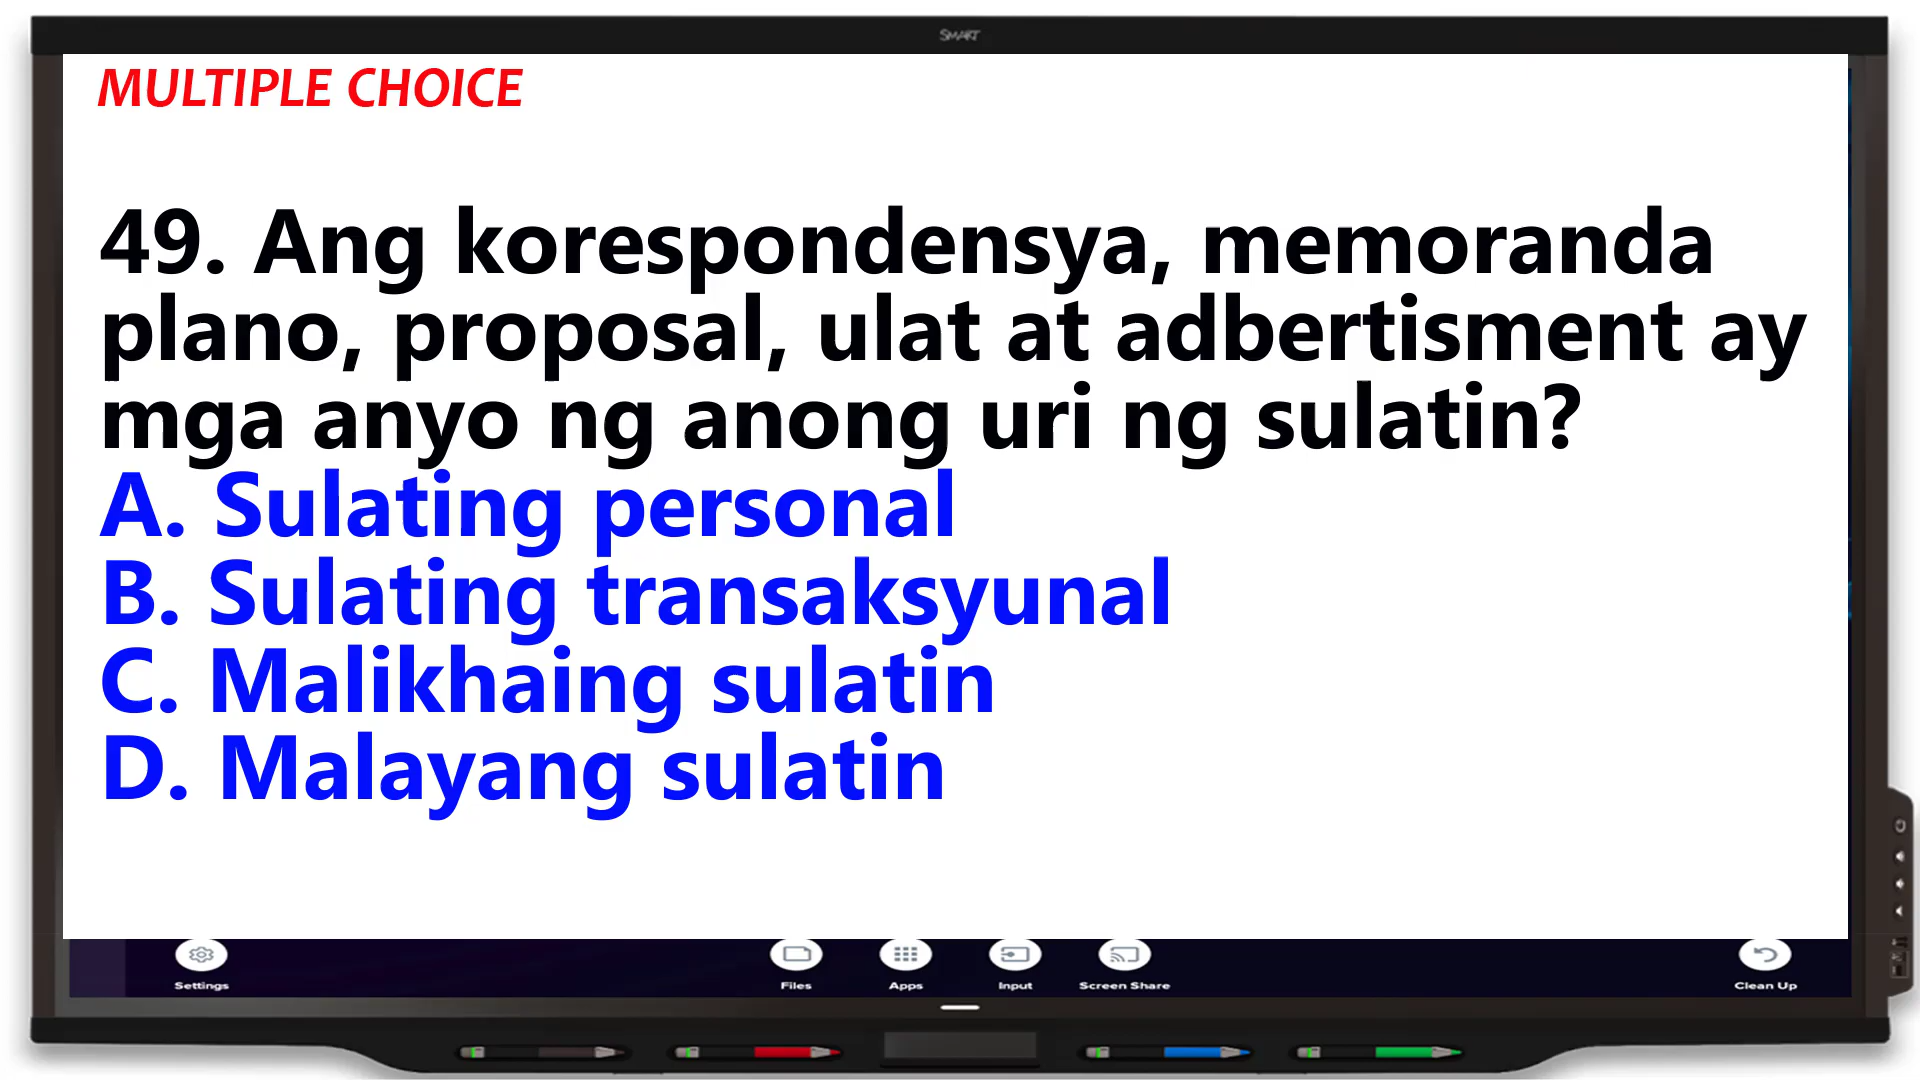 SMART
MULTIPLE CHOICE
49. Ang korespondensya, memoranda
plano, proposal, ulat at adbertisment ay
mga anyo ng anong uri ng sulatin?
A. Sulating personal
B. Sulating transaksyunal
C. Malikhaing sulatin
D. Malayang sulatin
Settings
Files
Apps
Input
Screen Share
Clean Up